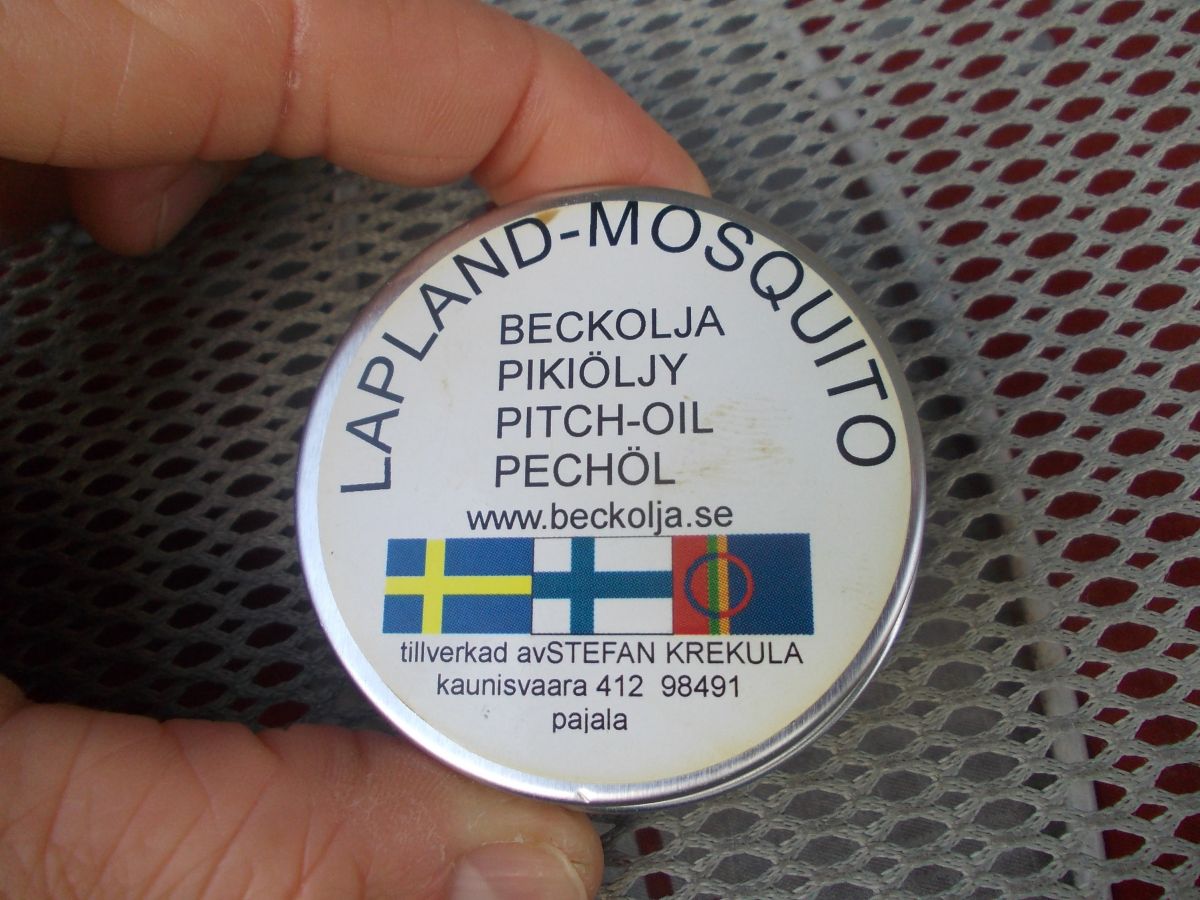 LAPLAND-MOSQUITO
BECKOLJA
PIKIÖLJY
PITCH-OIL
PECHÖL
www.beckolja.se
tillverkad avSTEFAN KREKULA
kaunisvaara 412 98491
pajala